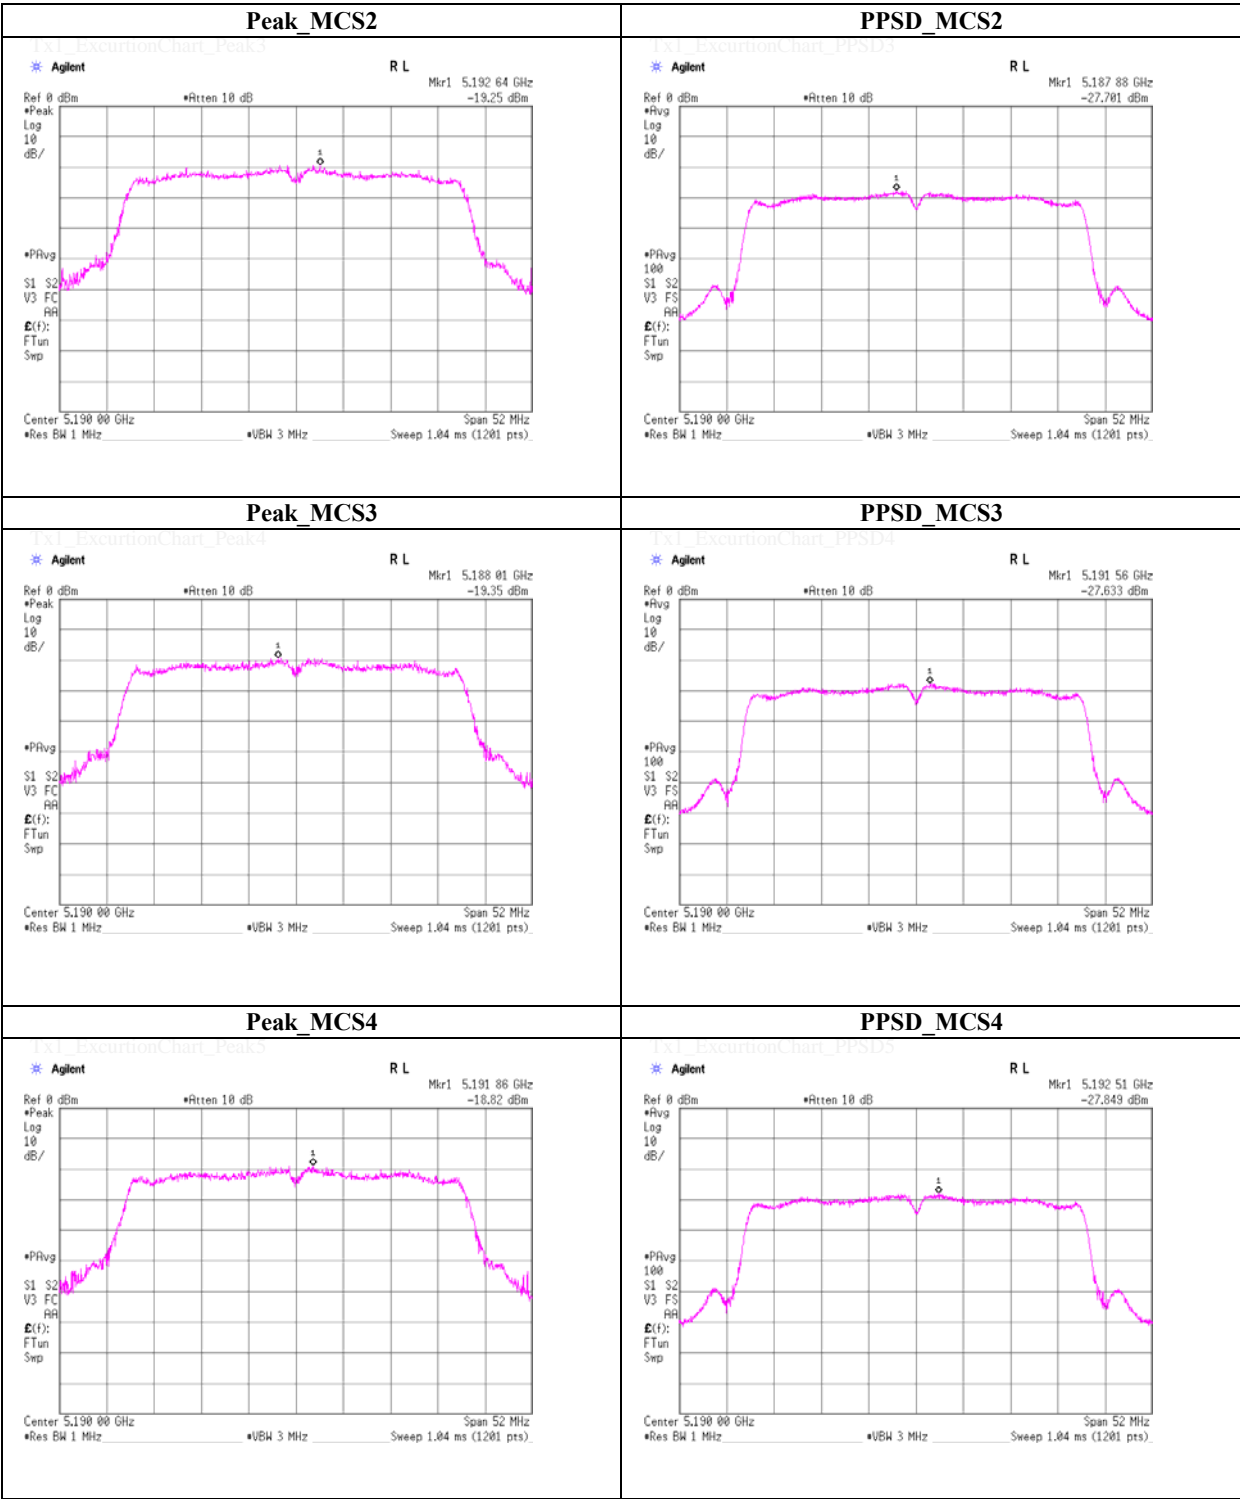 Peak_MCS2
PPSD_MCS2
Tx1_ExcurtionChart_Peak3
Agilent
R L
Mkr1 5.192 64 GHz
Ref 0 dBm
*Atten 10 dB
-19.25 dBm
*Peak
Log
10
dB/
1
*PAvg
S1 S2
V3 FC
AA
£(f):
FTun
Swp
Center 5.190 00 GHz
Span 52 MHz
*Res BW 1 MHz
*VBW 3 MHz
Sweep 1.04 ms (1201 pts)
Tx1_ExcurtionChart_PPSD3
Agilent
R L
Mkr1 5.187 88 GHz
Ref 0 dBm
*Atten 10 dB
-27.701 dBm
*Avg
Log
10
dB/
1
*PAvg
100
S1 S2
V3 FS
AA
£(f):
FTun
Swp
Center 5.190 00 GHz
Span 52 MHz
*Res BW 1 MHz
*VBW 3 MHz
Sweep 1.04 ms (1201 pts)
Peak_MCS3
PPSD_MCS3
Tx1_ExcurtionChart_Peak4
Agilent
R L
Mkr1 5.188 01 GHz
Ref 0 dBm
*Atten 10 dB
-19.35 dBm
*Peak
Log
10
dB/
1
*PAvg
S1 S2
V3 FC
AA
£(f):
FTun
Swp
Center 5.190 00 GHz
Span 52 MHz
*Res BW 1 MHz
*VBW 3 MHz
Sweep 1.04 ms (1201 pts)
Tx1_ExcurtionChart_PPSD4
Agilent
R L
Mkr1 5.191 56 GHz
Ref 0 dBm
*Atten 10 dB
-27.633 dBm
*Avg
Log
10
dB/
1
*PAvg
100
S1 S2
V3 FS
AA
£(f):
FTun
Swp
Center 5.190 00 GHz
Span 52 MHz
*Res BW 1 MHz
*VBW 3 MHz
Sweep 1.04 ms (1201 pts)
Peak_MCS4
PPSD_MCS4
Tx1_ExcurtionChart_Peak5
Agilent
R L
Mkr1 5.191 86 GHz
Ref 0 dBm
*Atten 10 dB
-18.82 dBm
*Peak
Log
10
dB/
1
*PAvg
S1 S2
V3 FC
AA
£(f):
FTun
Swp
Center 5.190 00 GHz
Span 52 MHz
*Res BW 1 MHz
*VBW 3 MHz
Sweep 1.04 ms (1201 pts)
Tx1_ExcurtionChart_PPSD5
Agilent
R L
Mkr1 5.192 51 GHz
Ref 0 dBm
*Atten 10 dB
-27.849 dBm
*Avg
Log
10
dB/
1
*PAvg
100
S1 S2
V3 FS
AA
£(f):
FTun
Swp
Center 5.190 00 GHz
Span 52 MHz
*Res BW 1 MHz
*VBW 3 MHz
Sweep 1.04 ms (1201 pts)